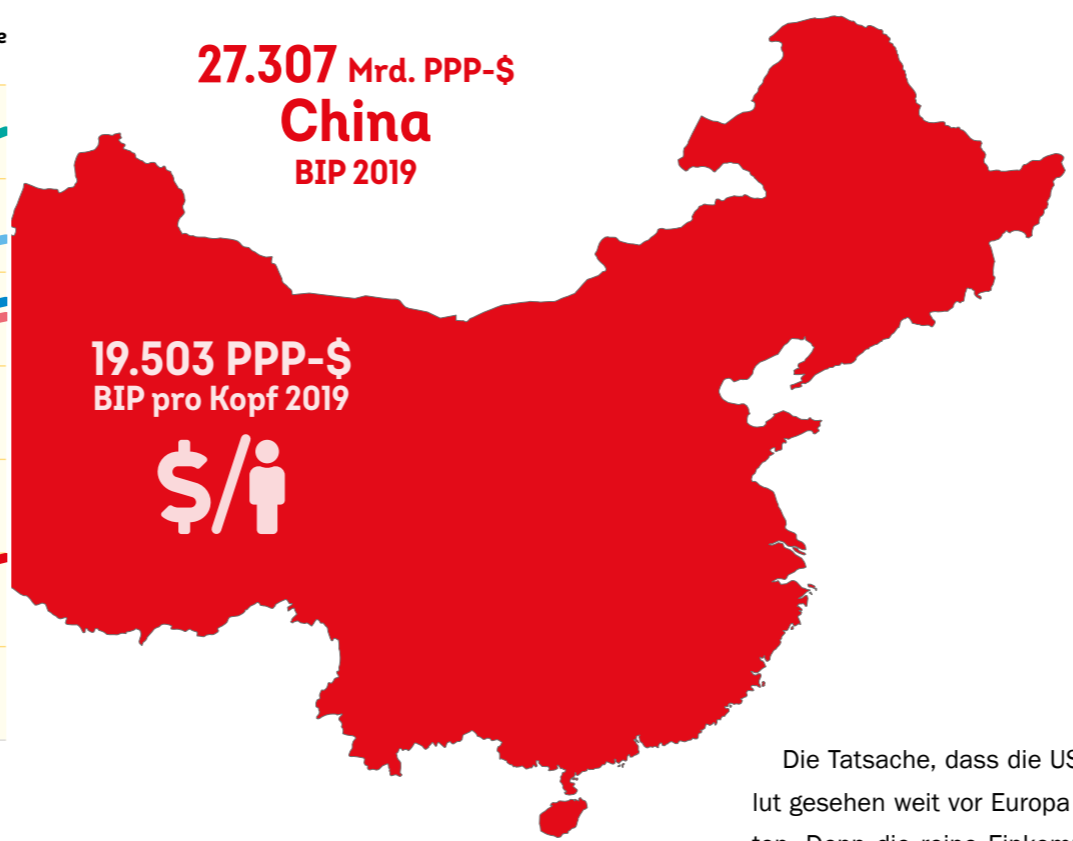 27.307 Mrd. PPP-$
China
BIP 2019
19.503 PPP-$
BIP pro Kopf 2019
$/
Die Tatsache, dass die US
lut gesehen weit vor Europa